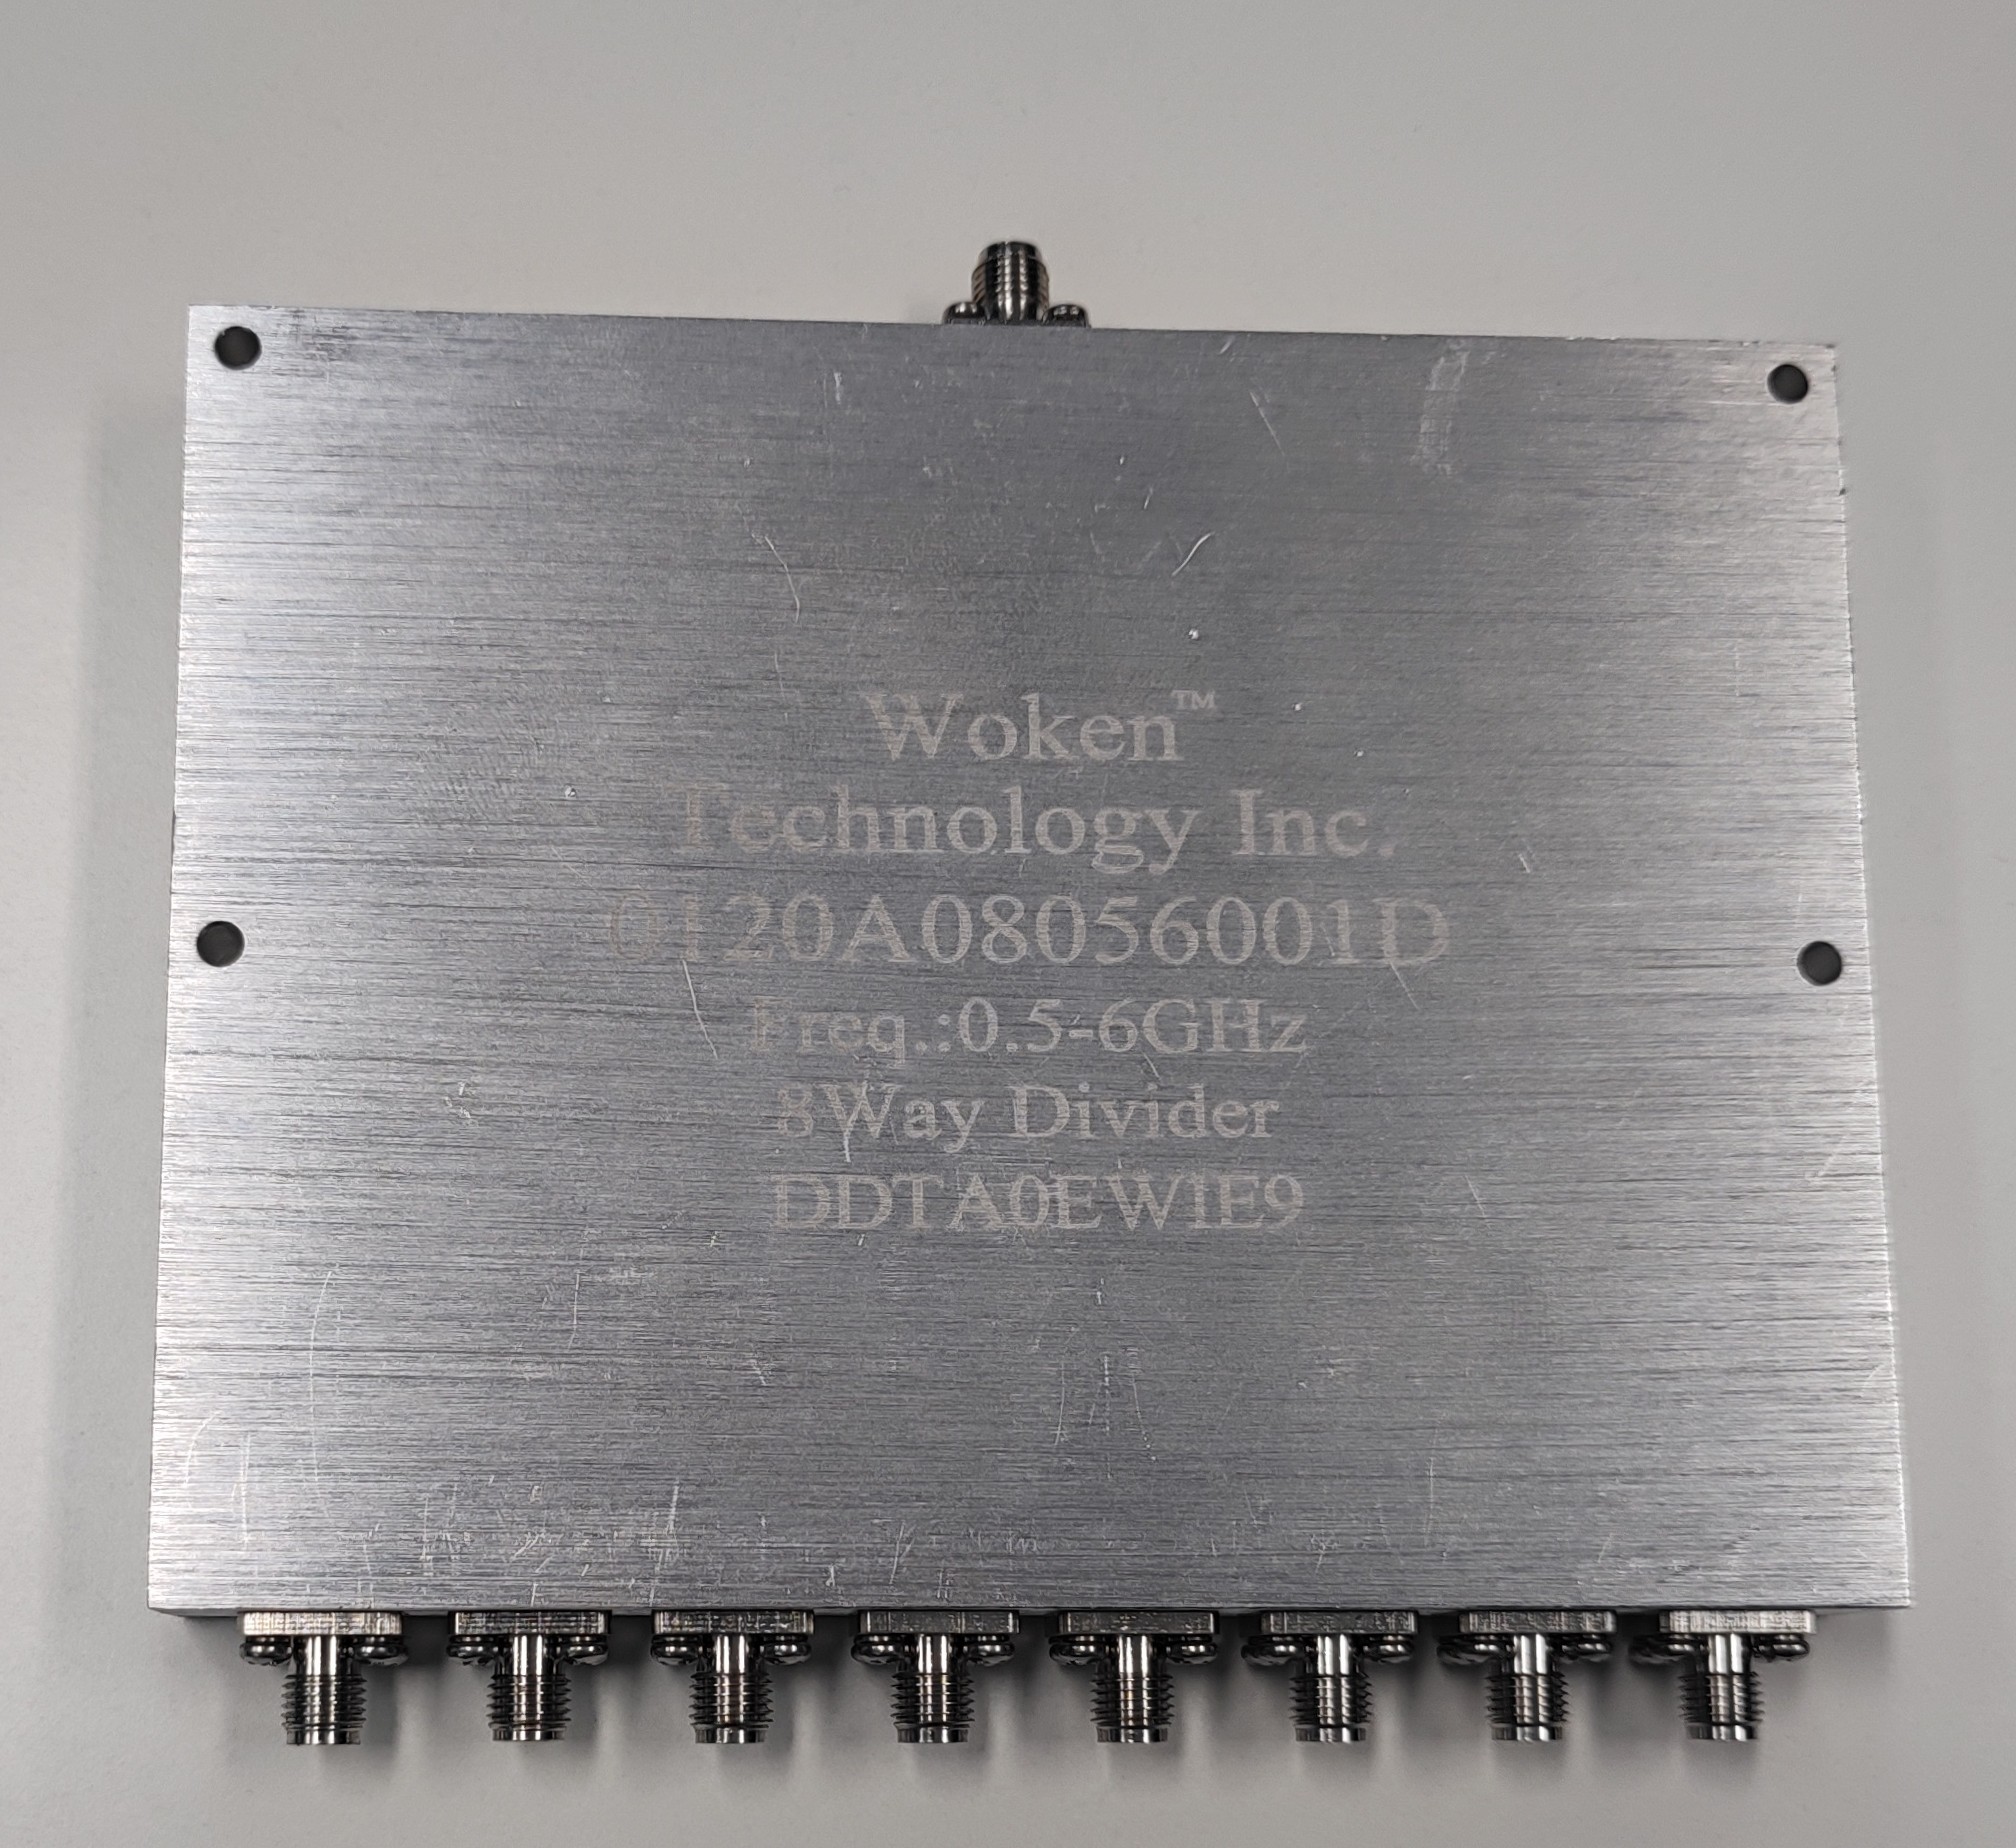 Woken™
Technology Inc.
0120A08056001D
Freq.:0.5-6GHz
8Way Divider
DDTA0EW1E9